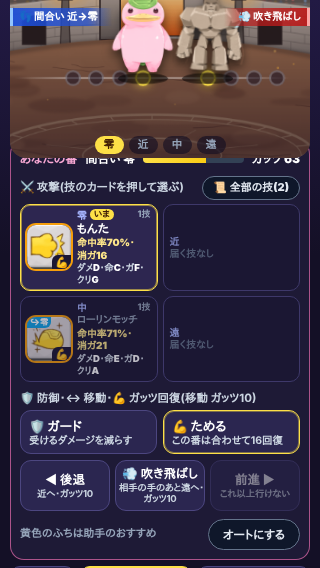 間合い 近→零
💨 吹き飛ばし
零 近 中 遠
あなたの番 間合い 零 ガッツ 63
⚔️ 攻撃(技のカードを押して選ぶ)
📜 全部の技(2)
零 いま 1技
もんた
命中率70%・
消ガ16
ダメD・命C・ガF・
クリG
近
届く技なし
→零
中 1技
ローリンモッチ
命中率71%・
消ガ21
ダメD・命E・ガD・
クリA
遠
届く技なし
🛡️ 防御・↔ 移動・💪 ガッツ回復(移動 ガッツ10)
🛡️ ガード
受けるダメージを減らす
💪 ためる
この番は合わせて16回復
◀ 後退
近へ・ガッツ10
💨 吹き飛ばし
相手の手のあと遠へ・
ガッツ10
前進 ▶
これ以上行けない
黄色のふちは助手のおすすめ
オートにする